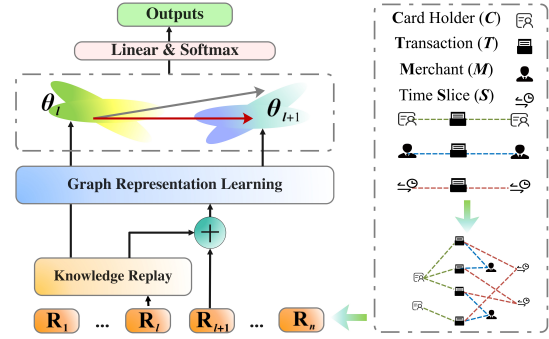 Outputs
Linear & Softmax
θl
θl+1
Graph Representation Learning
+
Knowledge Replay
R1 ... Rl Rl+1 ... Rn
Card Holder (C)
Transaction (T)
Merchant (M)
Time Slice (S)